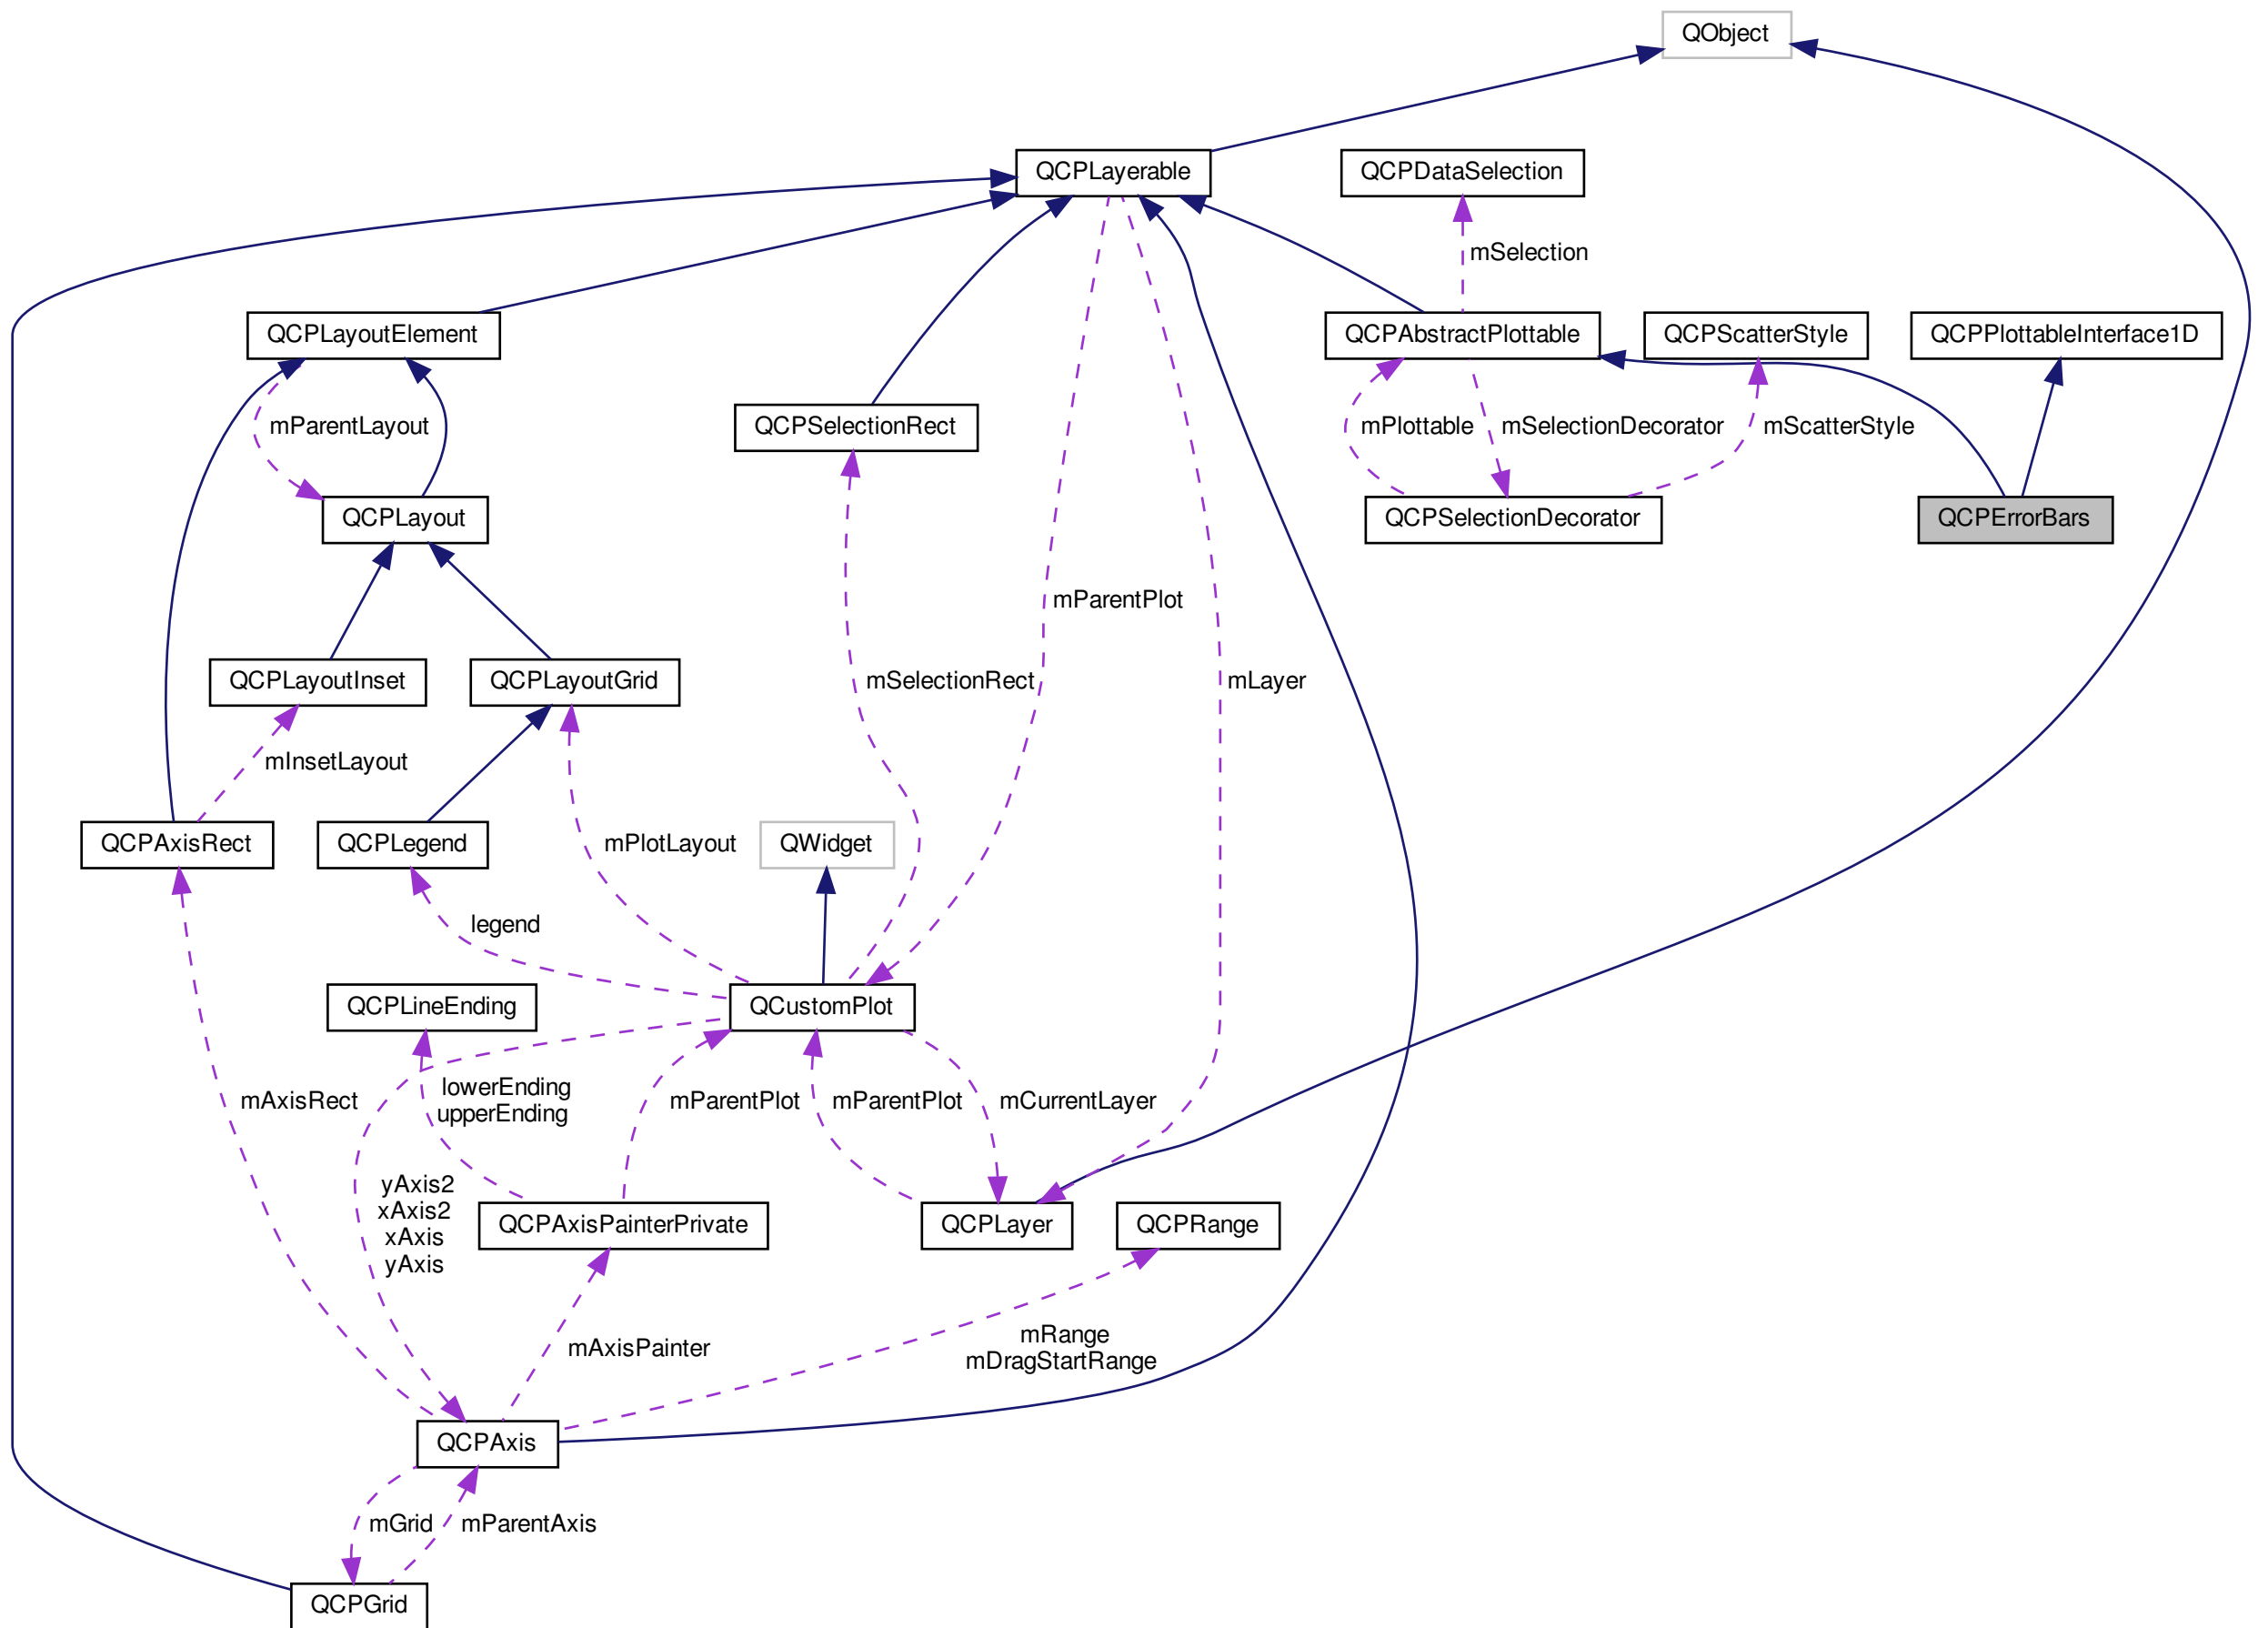 QObject
QCPLayerable
QCPDataSelection
mSelection
QCPLayoutElement
QCPAbstractPlottable
QCPScatterStyle
QCPPlottableInterface1D
mParentLayout
QCPSelectionRect
mPlottable
mSelectionDecorator
mScatterStyle
QCPLayout
QCPSelectionDecorator
QCPErrorBars
mParentPlot
QCPLayoutInset
QCPLayoutGrid
mSelectionRect
mLayer
mInsetLayout
QCPAxisRect
QCPLegend
mPlotLayout
QWidget
legend
QCPLineEnding
QCustomPlot
mAxisRect
lowerEnding
upperEnding
mParentPlot
mParentPlot
mCurrentLayer
yAxis2
xAxis2
xAxis
yAxis
QCPAxisPainterPrivate
QCPLayer
QCPRange
mAxisPainter
mRange
mDragStartRange
QCPAxis
mGrid
mParentAxis
QCPGrid